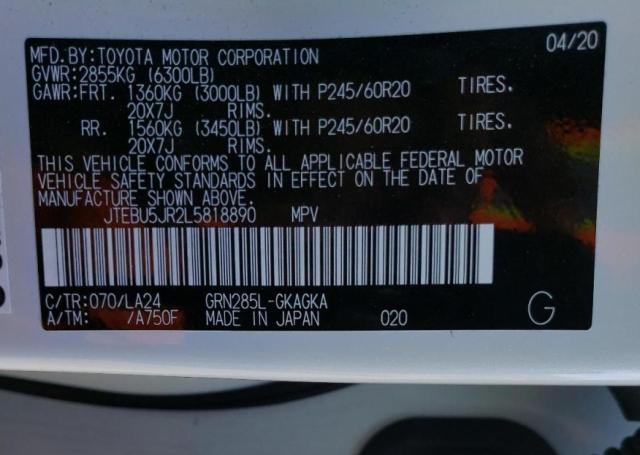 MFD.BY:TOYOTA MOTOR CORPORATION 04/20
GVWR:2855KG (6300LB)
GAWR:FRT. 1360KG (3000LB) WITH P245/60R20 TIRES.
20X7J RIMS.
RR. 1560KG (3450LB) WITH P245/60R20 TIRES.
20X7J RIMS.
THIS VEHICLE CONFORMS TO ALL APPLICABLE FEDERAL MOTOR
VEHICLE SAFETY STANDARDS IN EFFECT ON THE DATE OF
MANUFACTURE SHOWN ABOVE.
JTEBU5JR2L5818890 MPV
C/TR:070/LA24 GRN285L-GKAGKA
A/TM: /A750F MADE IN JAPAN 020 G